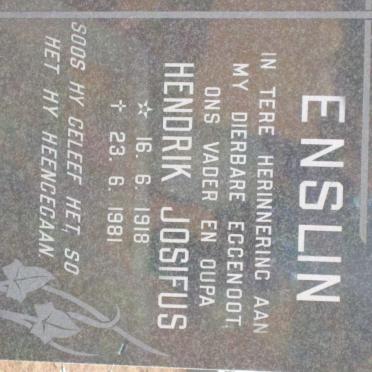 ENSLIN
IN TERE HERINNERING AAN
MY DIERBARE EGGENOOT,
ONS VADER EN OUPA
HENDRIK JOSIFUS
☆ 16. 6. 1918
✝ 23. 6. 1981
SOOS HY GELEEF HET, SO
HET HY HEENGEGAAN.